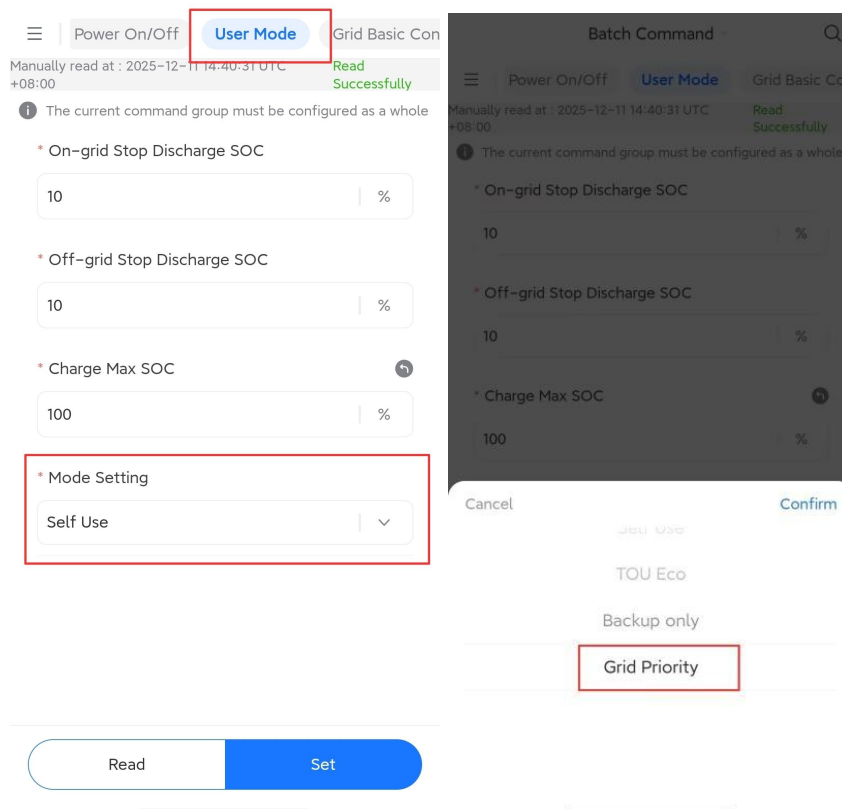 Power On/Off User Mode Grid Basic Con
Manually read at : 2025-12-11 14:40:31 UTC
+08:00
Read
Successfully
The current command group must be configured as a whole
* On-grid Stop Discharge SOC
10 %
* Off-grid Stop Discharge SOC
10 %
* Charge Max SOC
100 %
* Mode Setting
Self Use
Read Set
Batch Command
Power On/Off User Mode Grid Basic Co
Manually read at : 2025-12-11 14:40:31 UTC
+08:00
Read
Successfully
The current command group must be configured as a whole
* On-grid Stop Discharge SOC
10 %
* Off-grid Stop Discharge SOC
10 %
* Charge Max SOC
100 %
Cancel Confirm
Self Use
TOU Eco
Backup only
Grid Priority